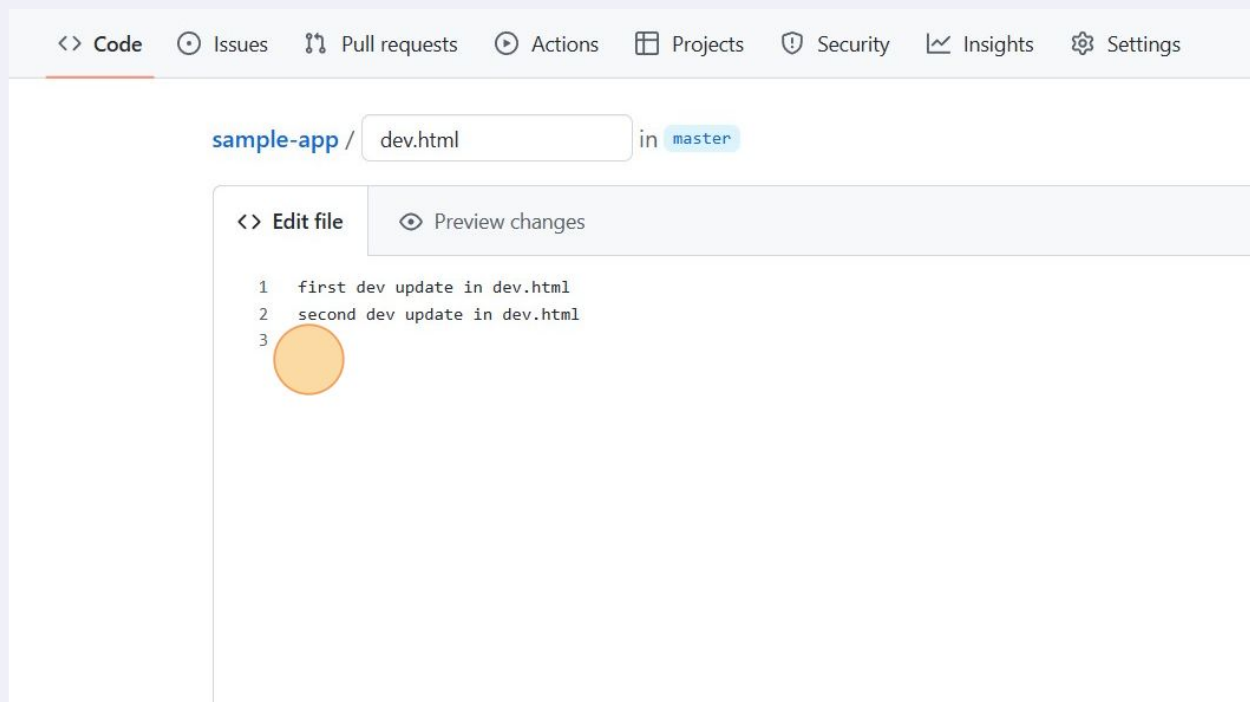 Code Issues Pull requests Actions Projects Security Insights Settings
sample-app / dev.html in master
Edit file Preview changes
1 first dev update in dev.html
2 second dev update in dev.html
3